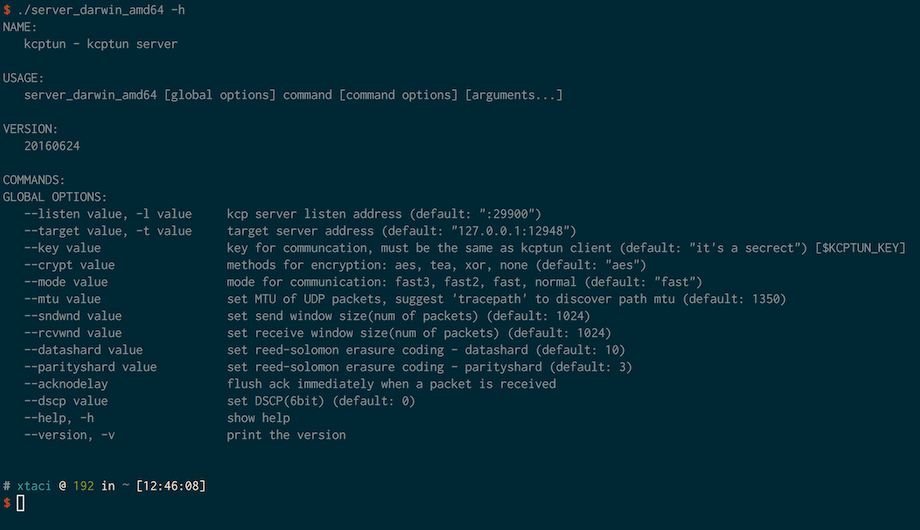 $ ./server_darwin_amd64 -h
NAME:
   kcptun - kcptun server

USAGE:
   server_darwin_amd64 [global options] command [command options] [arguments...]

VERSION:
   20160624

COMMANDS:
GLOBAL OPTIONS:
   --listen value, -l value     kcp server listen address (default: ":29900")
   --target value, -t value     target server address (default: "127.0.0.1:12948")
   --key value                  key for communcation, must be the same as kcptun client (default: "it's a secrect") [$KCPTUN_KEY]
   --crypt value                methods for encryption: aes, tea, xor, none (default: "aes")
   --mode value                 mode for communication: fast3, fast2, fast, normal (default: "fast")
   --mtu value                  set MTU of UDP packets, suggest 'tracepath' to discover path mtu (default: 1350)
   --sndwnd value               set send window size(num of packets) (default: 1024)
   --rcvwnd value               set receive window size(num of packets) (default: 1024)
   --datashard value            set reed-solomon erasure coding - datashard (default: 10)
   --parityshard value          set reed-solomon erasure coding - parityshard (default: 3)
   --acknodelay                 flush ack immediately when a packet is received
   --dscp value                 set DSCP(6bit) (default: 0)
   --help, -h                   show help
   --version, -v                print the version

# xtaci @ 192 in ~ [12:46:08]
$